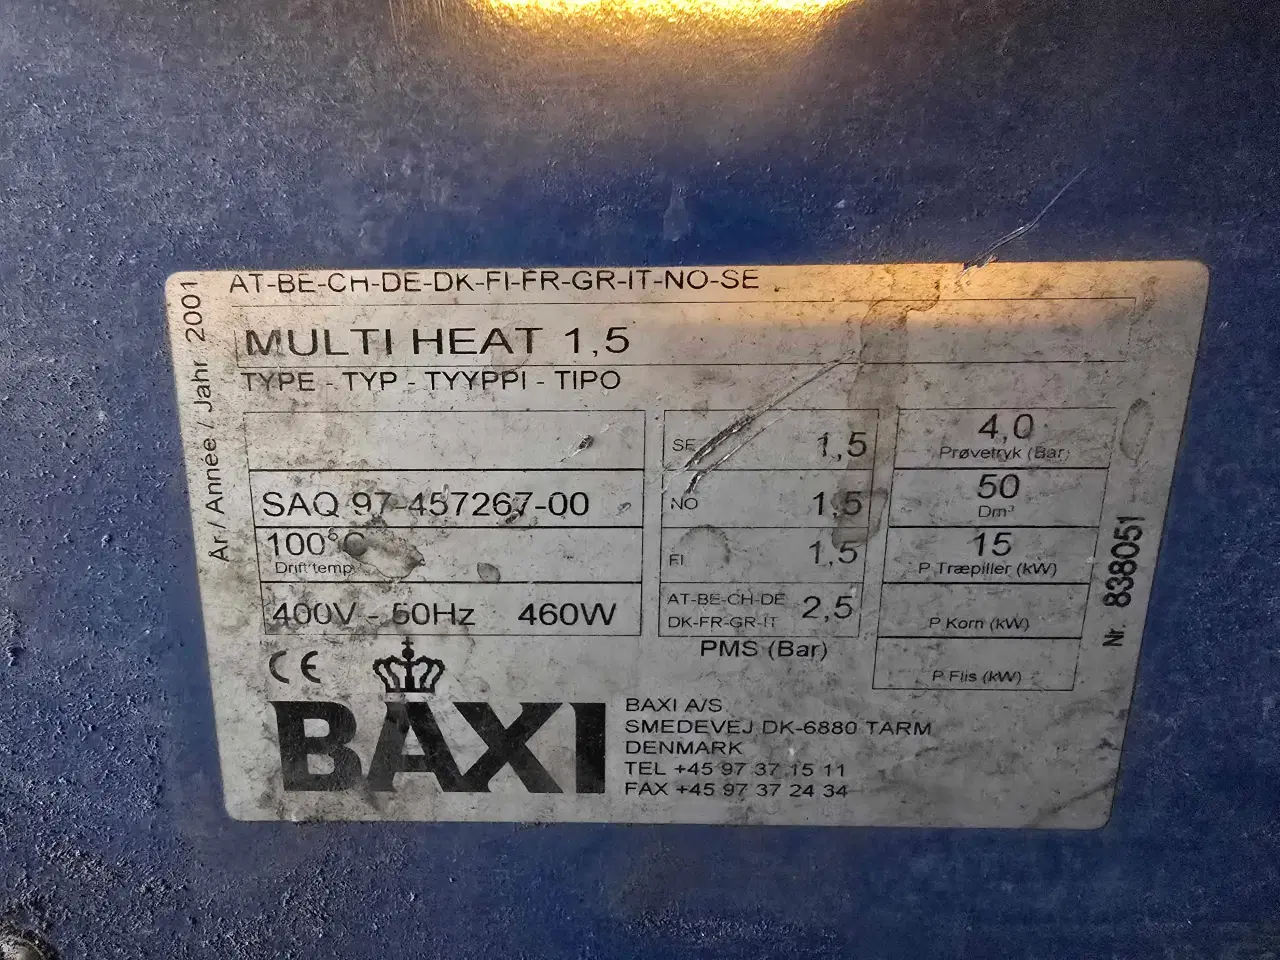 AT-BE-CH-DE-DK-FI-FR-GR-IT-NO-SE
År / Annee / Jahr 2001
MULTI HEAT 1,5
TYPE - TYP - TYYPPI - TIPO
SAQ 97-457267-00
100°C
Drift temp
400V - 50Hz 460W
SE 1,5
NO 1,5
FI 1,5
AT-BE-CH-DE
DK-FR-GR-IT 2,5
PMS (Bar)
4,0
Prøvetryk (Bar)
50
Dm³
15
P Træpiller (kW)
P Korn (kW)
P Flis (kW)
Nr. 838051
CE
BAXI
BAXI A/S
SMEDEVEJ DK-6880 TARM
DENMARK
TEL +45 97 37 15 11
FAX +45 97 37 24 34